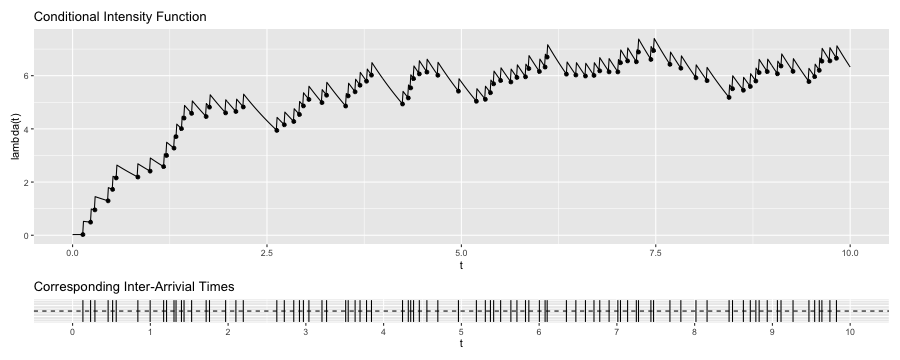 Conditional Intensity Function
lambda(t)
6
4
2
0
0.0 2.5 5.0 7.5 10.0
t
Corresponding Inter-Arrivial Times
0 1 2 3 4 5 6 7 8 9 10
t